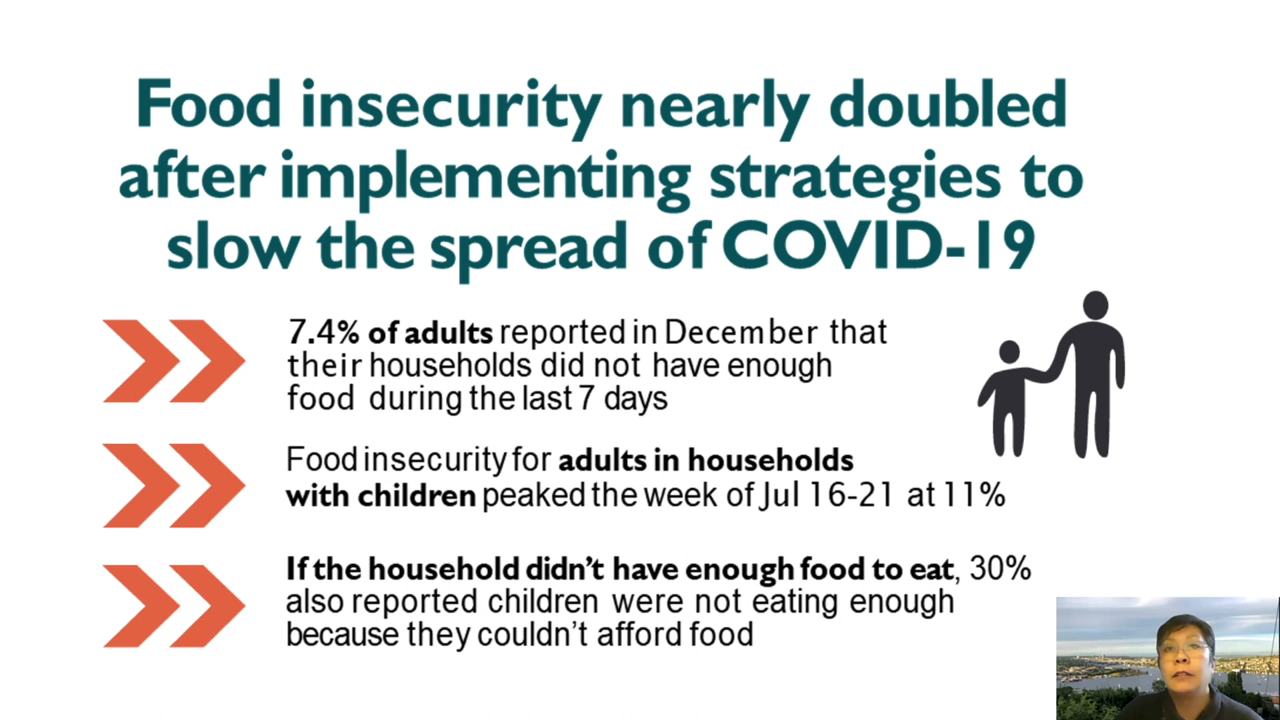 Food insecurity nearly doubled
after implementing strategies to
slow the spread of COVID-19
7.4% of adults reported in December that
their households did not have enough
food during the last 7 days
Food insecurity for adults in households
with children peaked the week of Jul 16-21 at 11%
If the household didn't have enough food to eat, 30%
also reported children were not eating enough
because they couldn't afford food